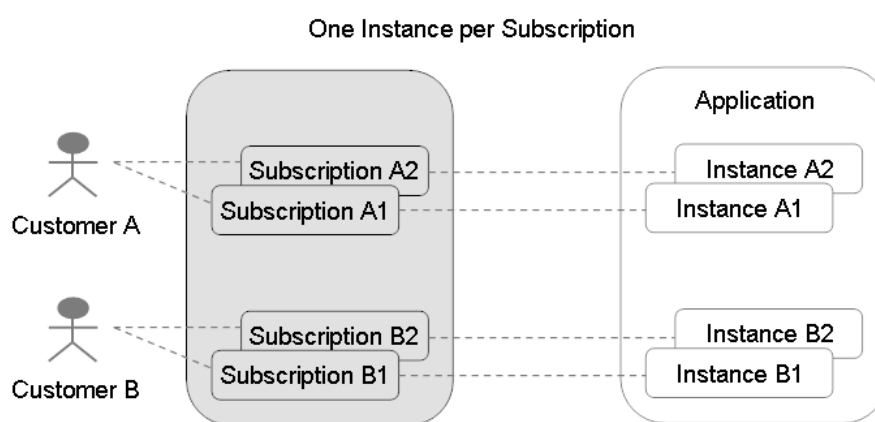 One Instance per Subscription
Application
Subscription A2
Instance A2
Subscription A1
Instance A1
Customer A
Subscription B2
Instance B2
Subscription B1
Instance B1
Customer B